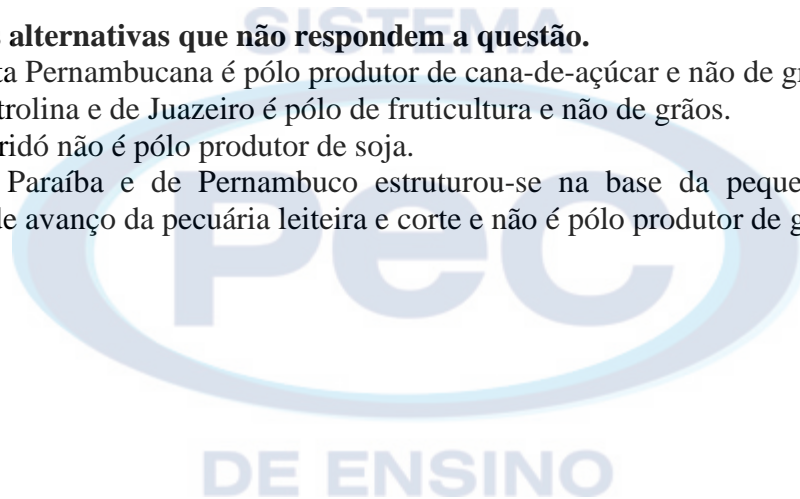 SISTEMA
s alternativas que não respondem a questão.
ta Pernambucana é pólo produtor de cana-de-açúcar e não de g
trolina e de Juazeiro é pólo de fruticultura e não de grãos.
ridó não é pólo produtor de soja.
Paraíba e de Pernambuco estruturou-se na base da peque
le avanço da pecuária leiteira e corte e não é pólo produtor de g
Pec
DE ENSINO